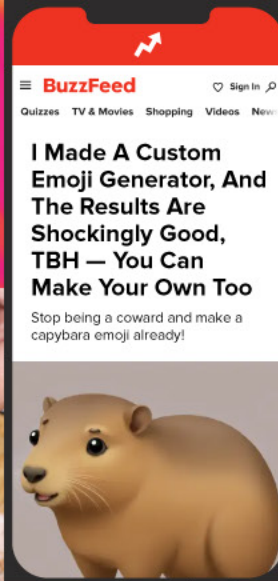 BuzzFeed
Sign In
Quizzes TV & Movies Shopping Videos News
I Made A Custom
Emoji Generator, And
The Results Are
Shockingly Good,
TBH — You Can
Make Your Own Too
Stop being a coward and make a
capybara emoji already!